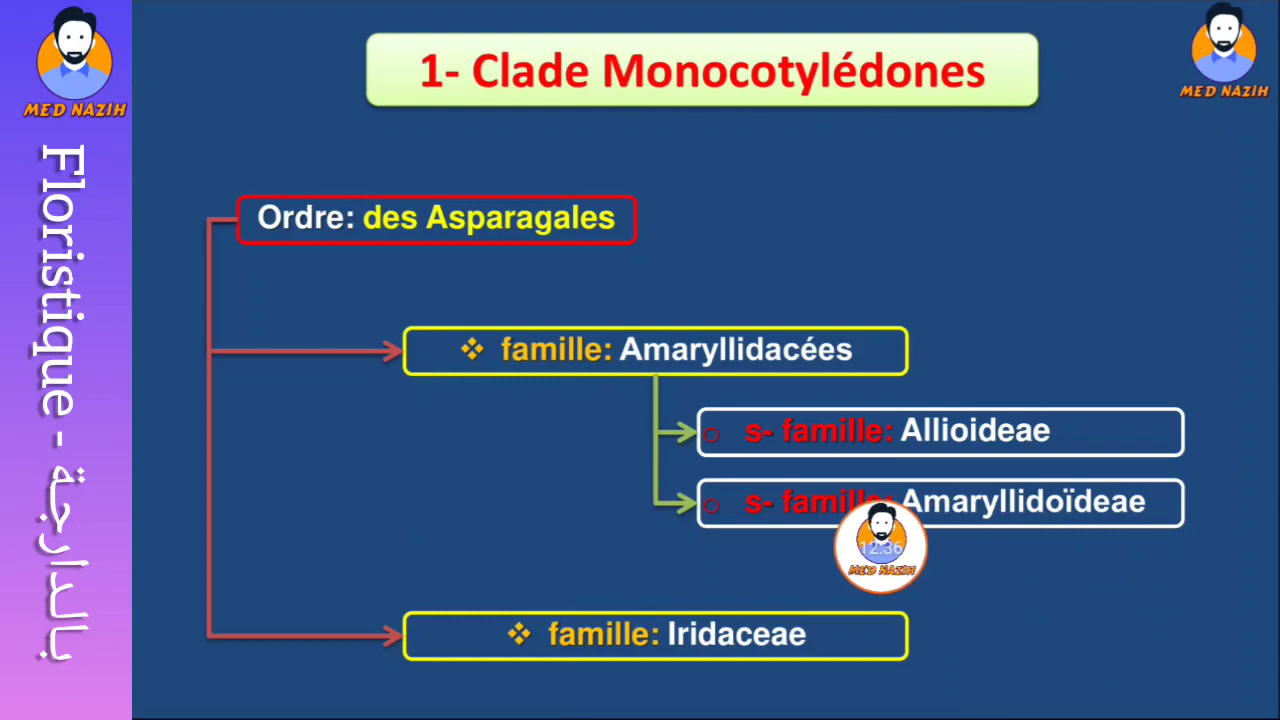 MED NAZIH
Floristique - بالدارجة
MED NAZIH
1- Clade Monocotylédones
Ordre: des Asparagales
❖ famille: Amaryllidacées
o s- famille: Allioideae
o s- famille: Amaryllidoïdeae
12:36
MED NAZIH
❖ famille: Iridaceae